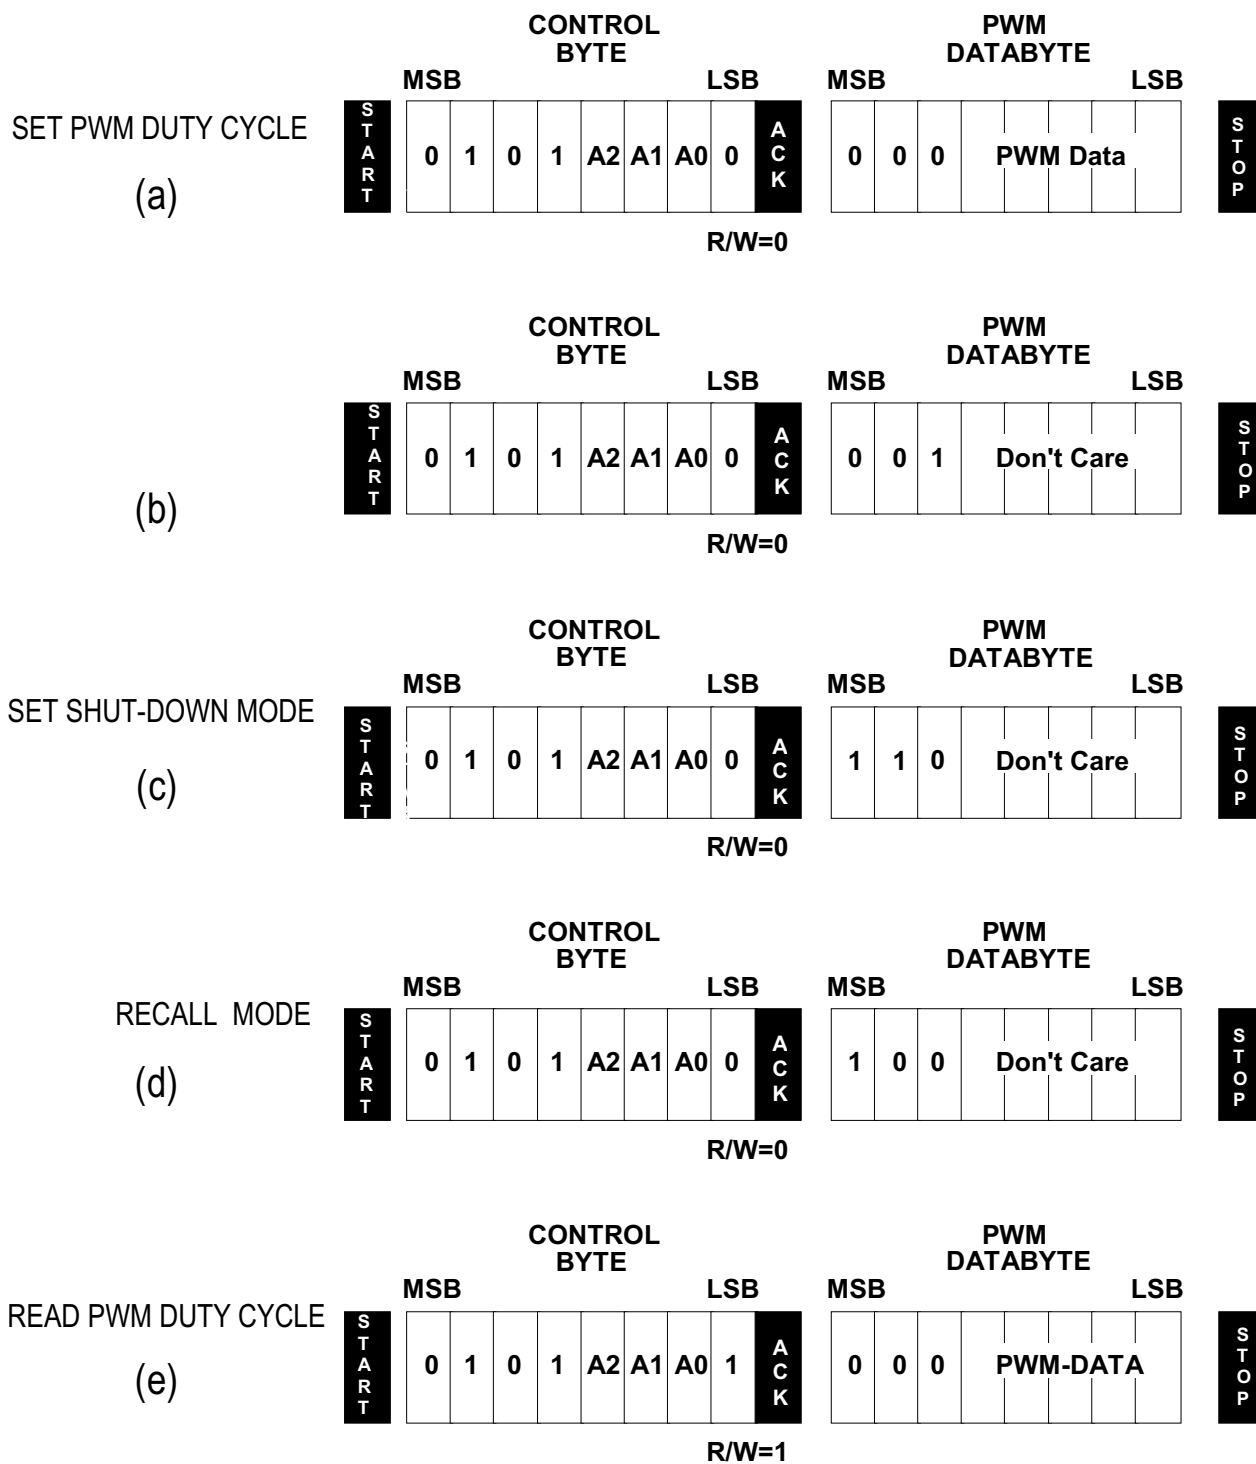 CONTROL BYTE
PWM DATABYTE
MSB LSB MSB LSB
SET PWM DUTY CYCLE
(a)
START 0 1 0 1 A2 A1 A0 0 ACK 0 0 0 PWM Data STOP
R/W=0
CONTROL BYTE
PWM DATABYTE
MSB LSB MSB LSB
(b)
START 0 1 0 1 A2 A1 A0 0 ACK 0 0 1 Don't Care STOP
R/W=0
CONTROL BYTE
PWM DATABYTE
MSB LSB MSB LSB
SET SHUT-DOWN MODE
(c)
START 0 1 0 1 A2 A1 A0 0 ACK 1 1 0 Don't Care STOP
R/W=0
CONTROL BYTE
PWM DATABYTE
MSB LSB MSB LSB
RECALL MODE
(d)
START 0 1 0 1 A2 A1 A0 0 ACK 1 0 0 Don't Care STOP
R/W=0
CONTROL BYTE
PWM DATABYTE
MSB LSB MSB LSB
READ PWM DUTY CYCLE
(e)
START 0 1 0 1 A2 A1 A0 1 ACK 0 0 0 PWM-DATA STOP
R/W=1